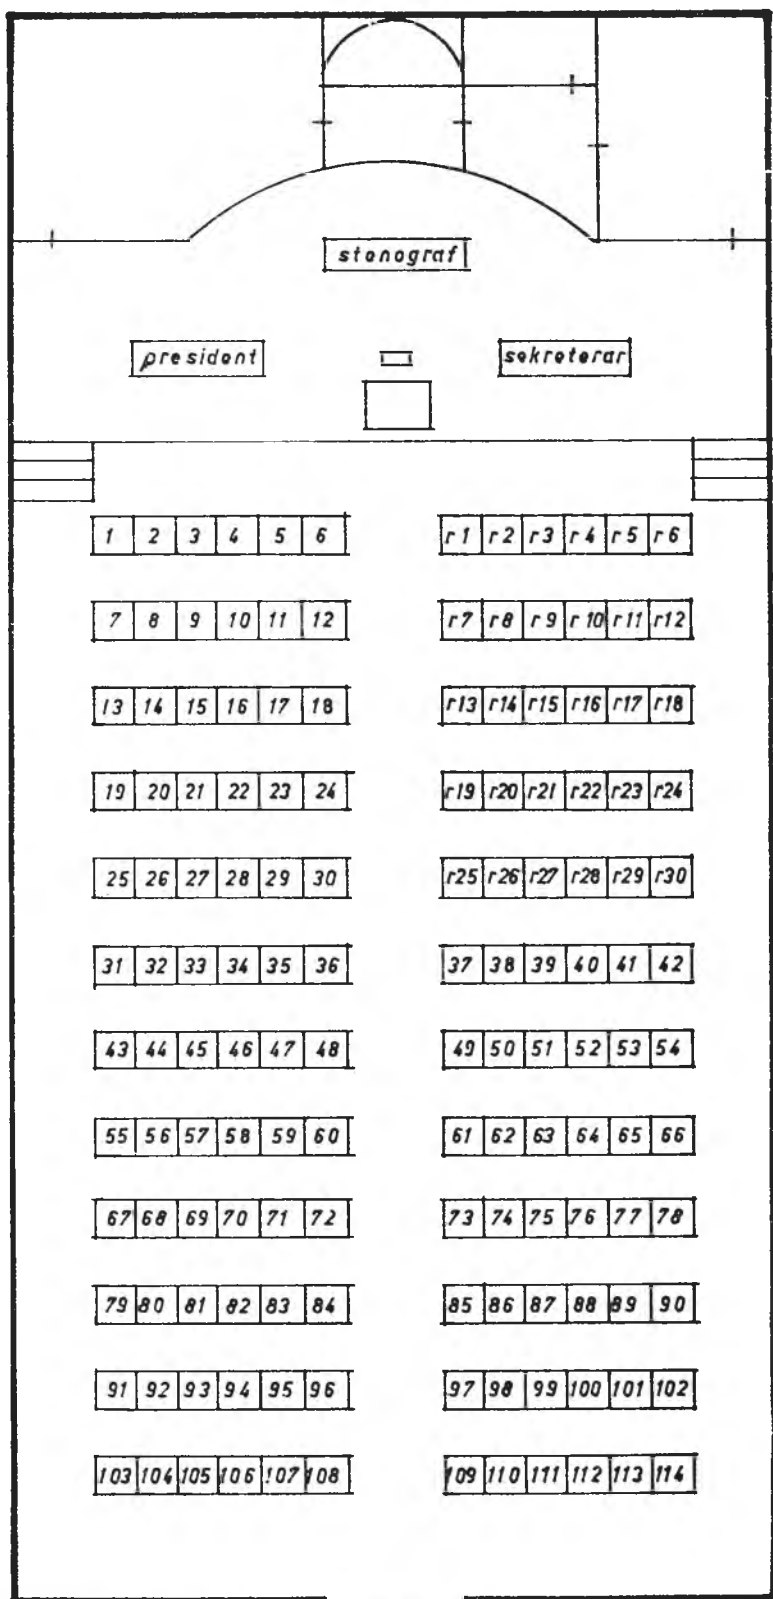 stenograf
president sekreterar
1 2 3 4 5 6 r1 r2 r3 r4 r5 r6
7 8 9 10 11 12 r7 r8 r9 r10 r11 r12
13 14 15 16 17 18 r13 r14 r15 r16 r17 r18
19 20 21 22 23 24 r19 r20 r21 r22 r23 r24
25 26 27 28 29 30 r25 r26 r27 r28 r29 r30
31 32 33 34 35 36 37 38 39 40 41 42
43 44 45 46 47 48 49 50 51 52 53 54
55 56 57 58 59 60 61 62 63 64 65 66
67 68 69 70 71 72 73 74 75 76 77 78
79 80 81 82 83 84 85 86 87 88 89 90
91 92 93 94 95 96 97 98 99 100 101 102
103 104 105 106 107 108 109 110 111 112 113 114